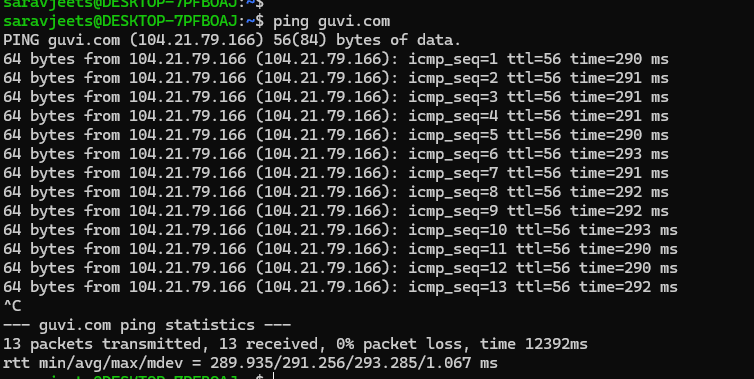 saravjeets@DESKTOP-7PFBOAJ:~$
saravjeets@DESKTOP-7PFBOAJ:~$ ping guvi.com
PING guvi.com (104.21.79.166) 56(84) bytes of data.
64 bytes from 104.21.79.166 (104.21.79.166): icmp_seq=1 ttl=56 time=290 ms
64 bytes from 104.21.79.166 (104.21.79.166): icmp_seq=2 ttl=56 time=291 ms
64 bytes from 104.21.79.166 (104.21.79.166): icmp_seq=3 ttl=56 time=291 ms
64 bytes from 104.21.79.166 (104.21.79.166): icmp_seq=4 ttl=56 time=291 ms
64 bytes from 104.21.79.166 (104.21.79.166): icmp_seq=5 ttl=56 time=290 ms
64 bytes from 104.21.79.166 (104.21.79.166): icmp_seq=6 ttl=56 time=293 ms
64 bytes from 104.21.79.166 (104.21.79.166): icmp_seq=7 ttl=56 time=291 ms
64 bytes from 104.21.79.166 (104.21.79.166): icmp_seq=8 ttl=56 time=292 ms
64 bytes from 104.21.79.166 (104.21.79.166): icmp_seq=9 ttl=56 time=292 ms
64 bytes from 104.21.79.166 (104.21.79.166): icmp_seq=10 ttl=56 time=293 ms
64 bytes from 104.21.79.166 (104.21.79.166): icmp_seq=11 ttl=56 time=290 ms
64 bytes from 104.21.79.166 (104.21.79.166): icmp_seq=12 ttl=56 time=290 ms
64 bytes from 104.21.79.166 (104.21.79.166): icmp_seq=13 ttl=56 time=292 ms
^C
--- guvi.com ping statistics ---
13 packets transmitted, 13 received, 0% packet loss, time 12392ms
rtt min/avg/max/mdev = 289.935/291.256/293.285/1.067 ms
saravjeets@DESKTOP-7PFBOAJ:~$